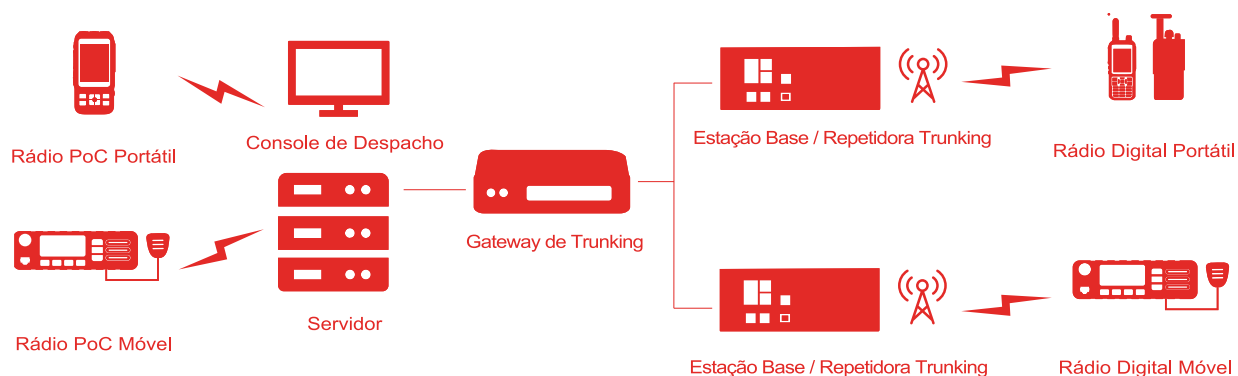 Rádio PoC Portátil
Console de Despacho
Estação Base / Repetidora Trunking
Rádio Digital Portátil
Gateway de Trunking
Servidor
Rádio PoC Móvel
Estação Base / Repetidora Trunking
Rádio Digital Móvel